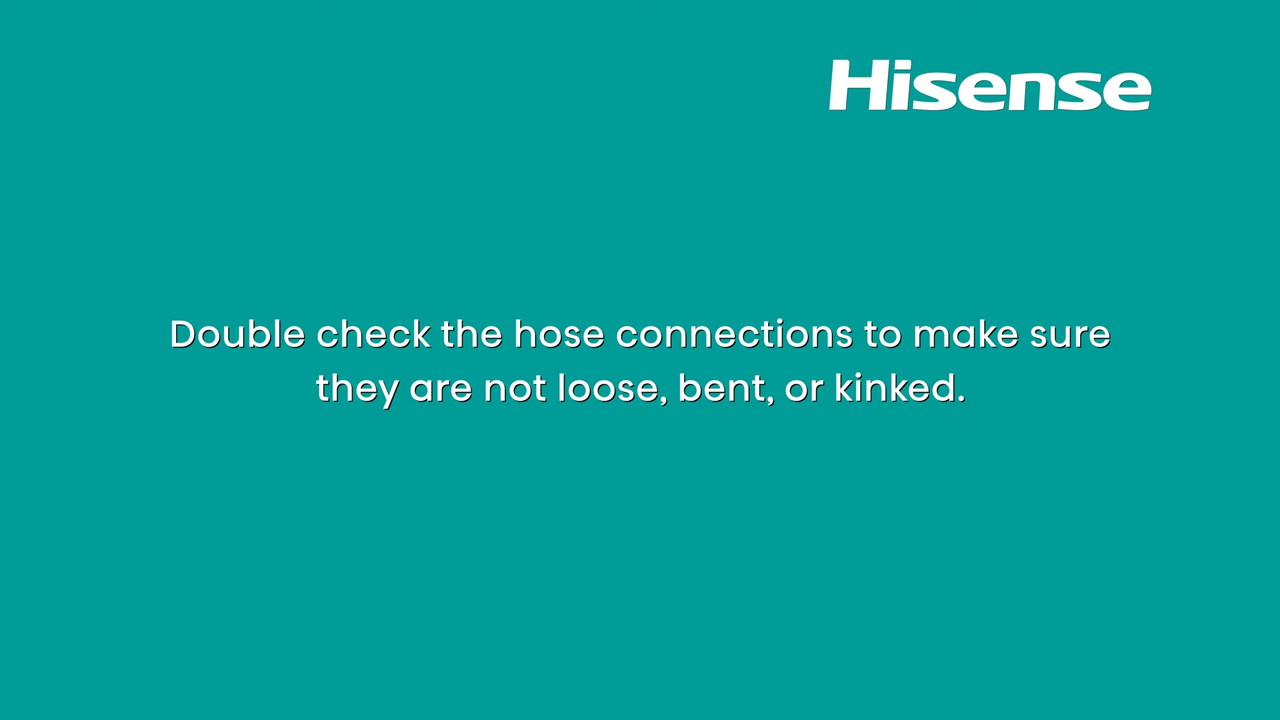 Hisense
Double check the hose connections to make sure
they are not loose, bent, or kinked.